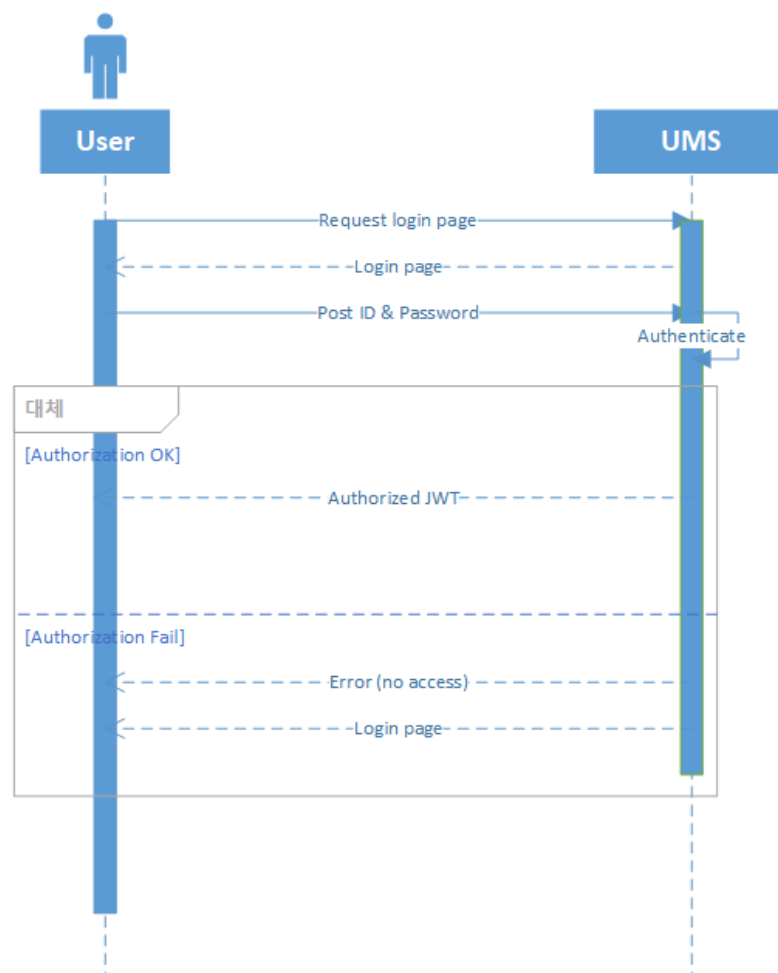 User
UMS
Request login page
Login page
Post ID & Password
Authenticate
대체
[Authorization OK]
Authorized JWT
[Authorization Fail]
Error (no access)
Login page